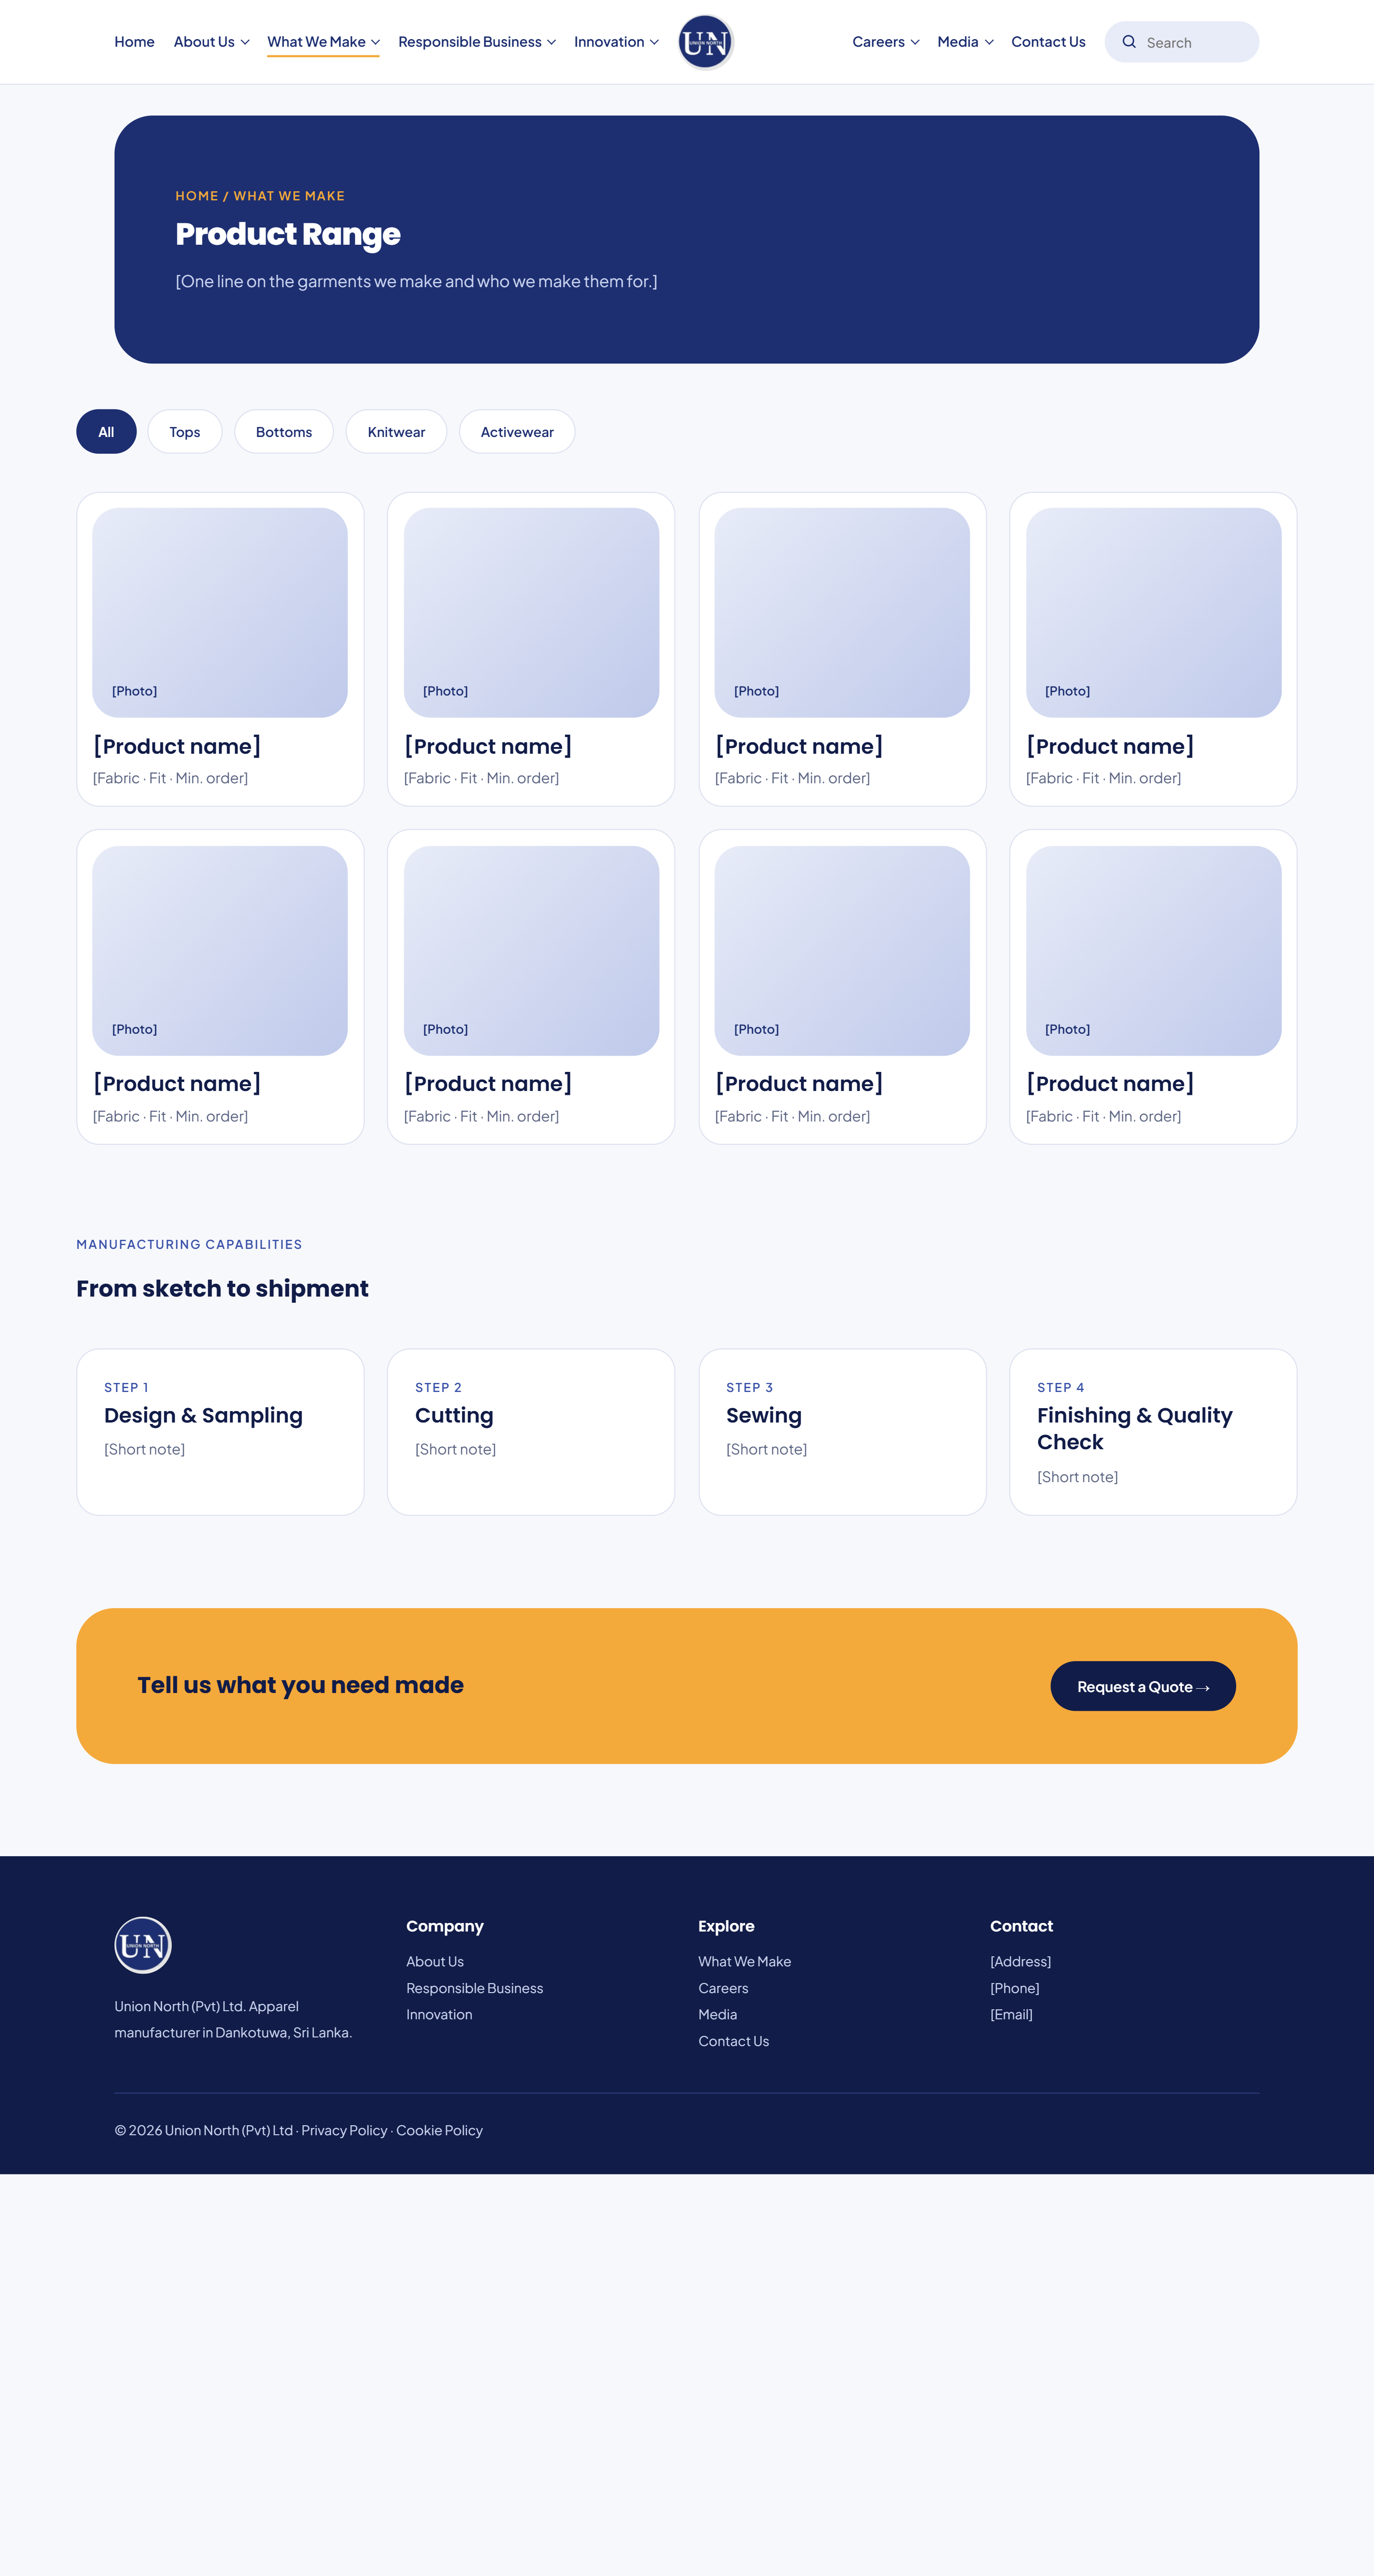 Home
About Us
What We Make
Responsible Business
Innovation
UN
UNION NORTH
Careers
Media
Contact Us
Search
HOME / WHAT WE MAKE
Product Range
[One line on the garments we make and who we make them for.]
All
Tops
Bottoms
Knitwear
Activewear
[Photo]
[Product name]
[Fabric · Fit · Min. order]
[Photo]
[Product name]
[Fabric · Fit · Min. order]
[Photo]
[Product name]
[Fabric · Fit · Min. order]
[Photo]
[Product name]
[Fabric · Fit · Min. order]
[Photo]
[Product name]
[Fabric · Fit · Min. order]
[Photo]
[Product name]
[Fabric · Fit · Min. order]
[Photo]
[Product name]
[Fabric · Fit · Min. order]
[Photo]
[Product name]
[Fabric · Fit · Min. order]
MANUFACTURING CAPABILITIES
From sketch to shipment
STEP 1
Design & Sampling
[Short note]
STEP 2
Cutting
[Short note]
STEP 3
Sewing
[Short note]
STEP 4
Finishing & Quality
Check
[Short note]
Tell us what you need made
Request a Quote →
UN
UNION NORTH
Union North (Pvt) Ltd. Apparel
manufacturer in Dankotuwa, Sri Lanka.
Company
About Us
Responsible Business
Innovation
Explore
What We Make
Careers
Media
Contact Us
Contact
[Address]
[Phone]
[Email]
© 2026 Union North (Pvt) Ltd · Privacy Policy · Cookie Policy